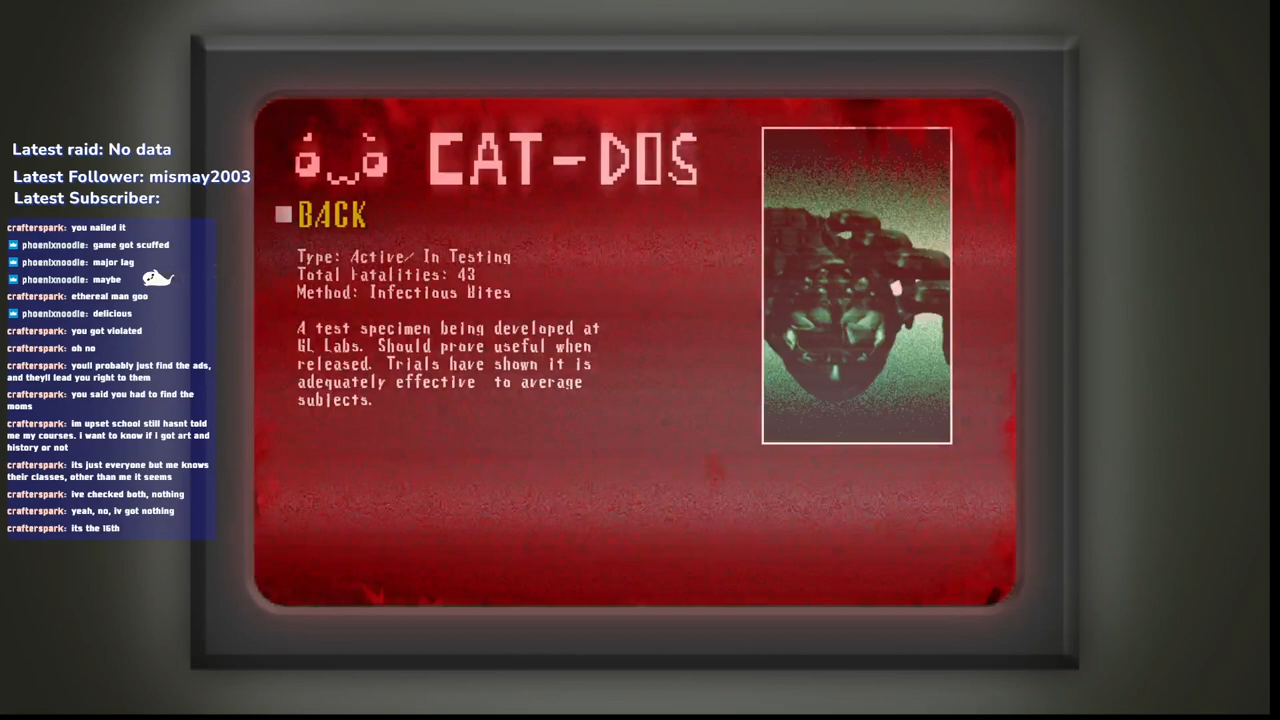 Latest raid: No data
Latest Follower: mismay2003
Latest Subscriber:
crafterspark: you nailed it
phoenixnoodle: game got scuffed
phoenixnoodle: major lag
phoenixnoodle: maybe
crafterspark: ethereal man goo
phoenixnoodle: delicious
crafterspark: you got violated
crafterspark: oh no
crafterspark: youll probably just find the ads,
and theyll lead you right to them
crafterspark: you said you had to find the
moms
crafterspark: im upset school still hasnt told
me my courses. i want to know if i got art and
history or not
crafterspark: its just everyone but me knows
their classes, other than me it seems
crafterspark: ive checked both, nothing
crafterspark: yeah, no, iv got nothing
crafterspark: its the 16th
CAT-DOS
BACK
Type: Active/ In Testing
Total Fatalities: 43
Method: Infectious Bites
A test specimen being developed at
GL Labs. Should prove useful when
released. Trials have shown it is
adequately effective to average
subjects.